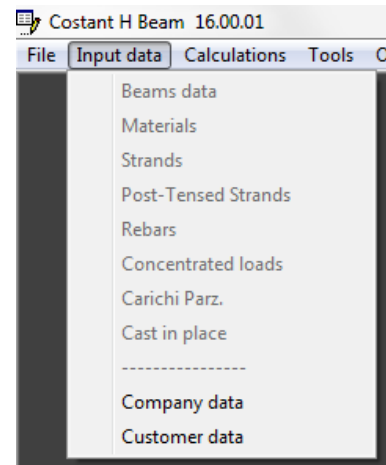 Costant H Beam 16.00.01
File Input data Calculations Tools
Beams data
Materials
Strands
Post-Tensed Strands
Rebars
Concentrated loads
Carichi Parz.
Cast in place
----------------
Company data
Customer data